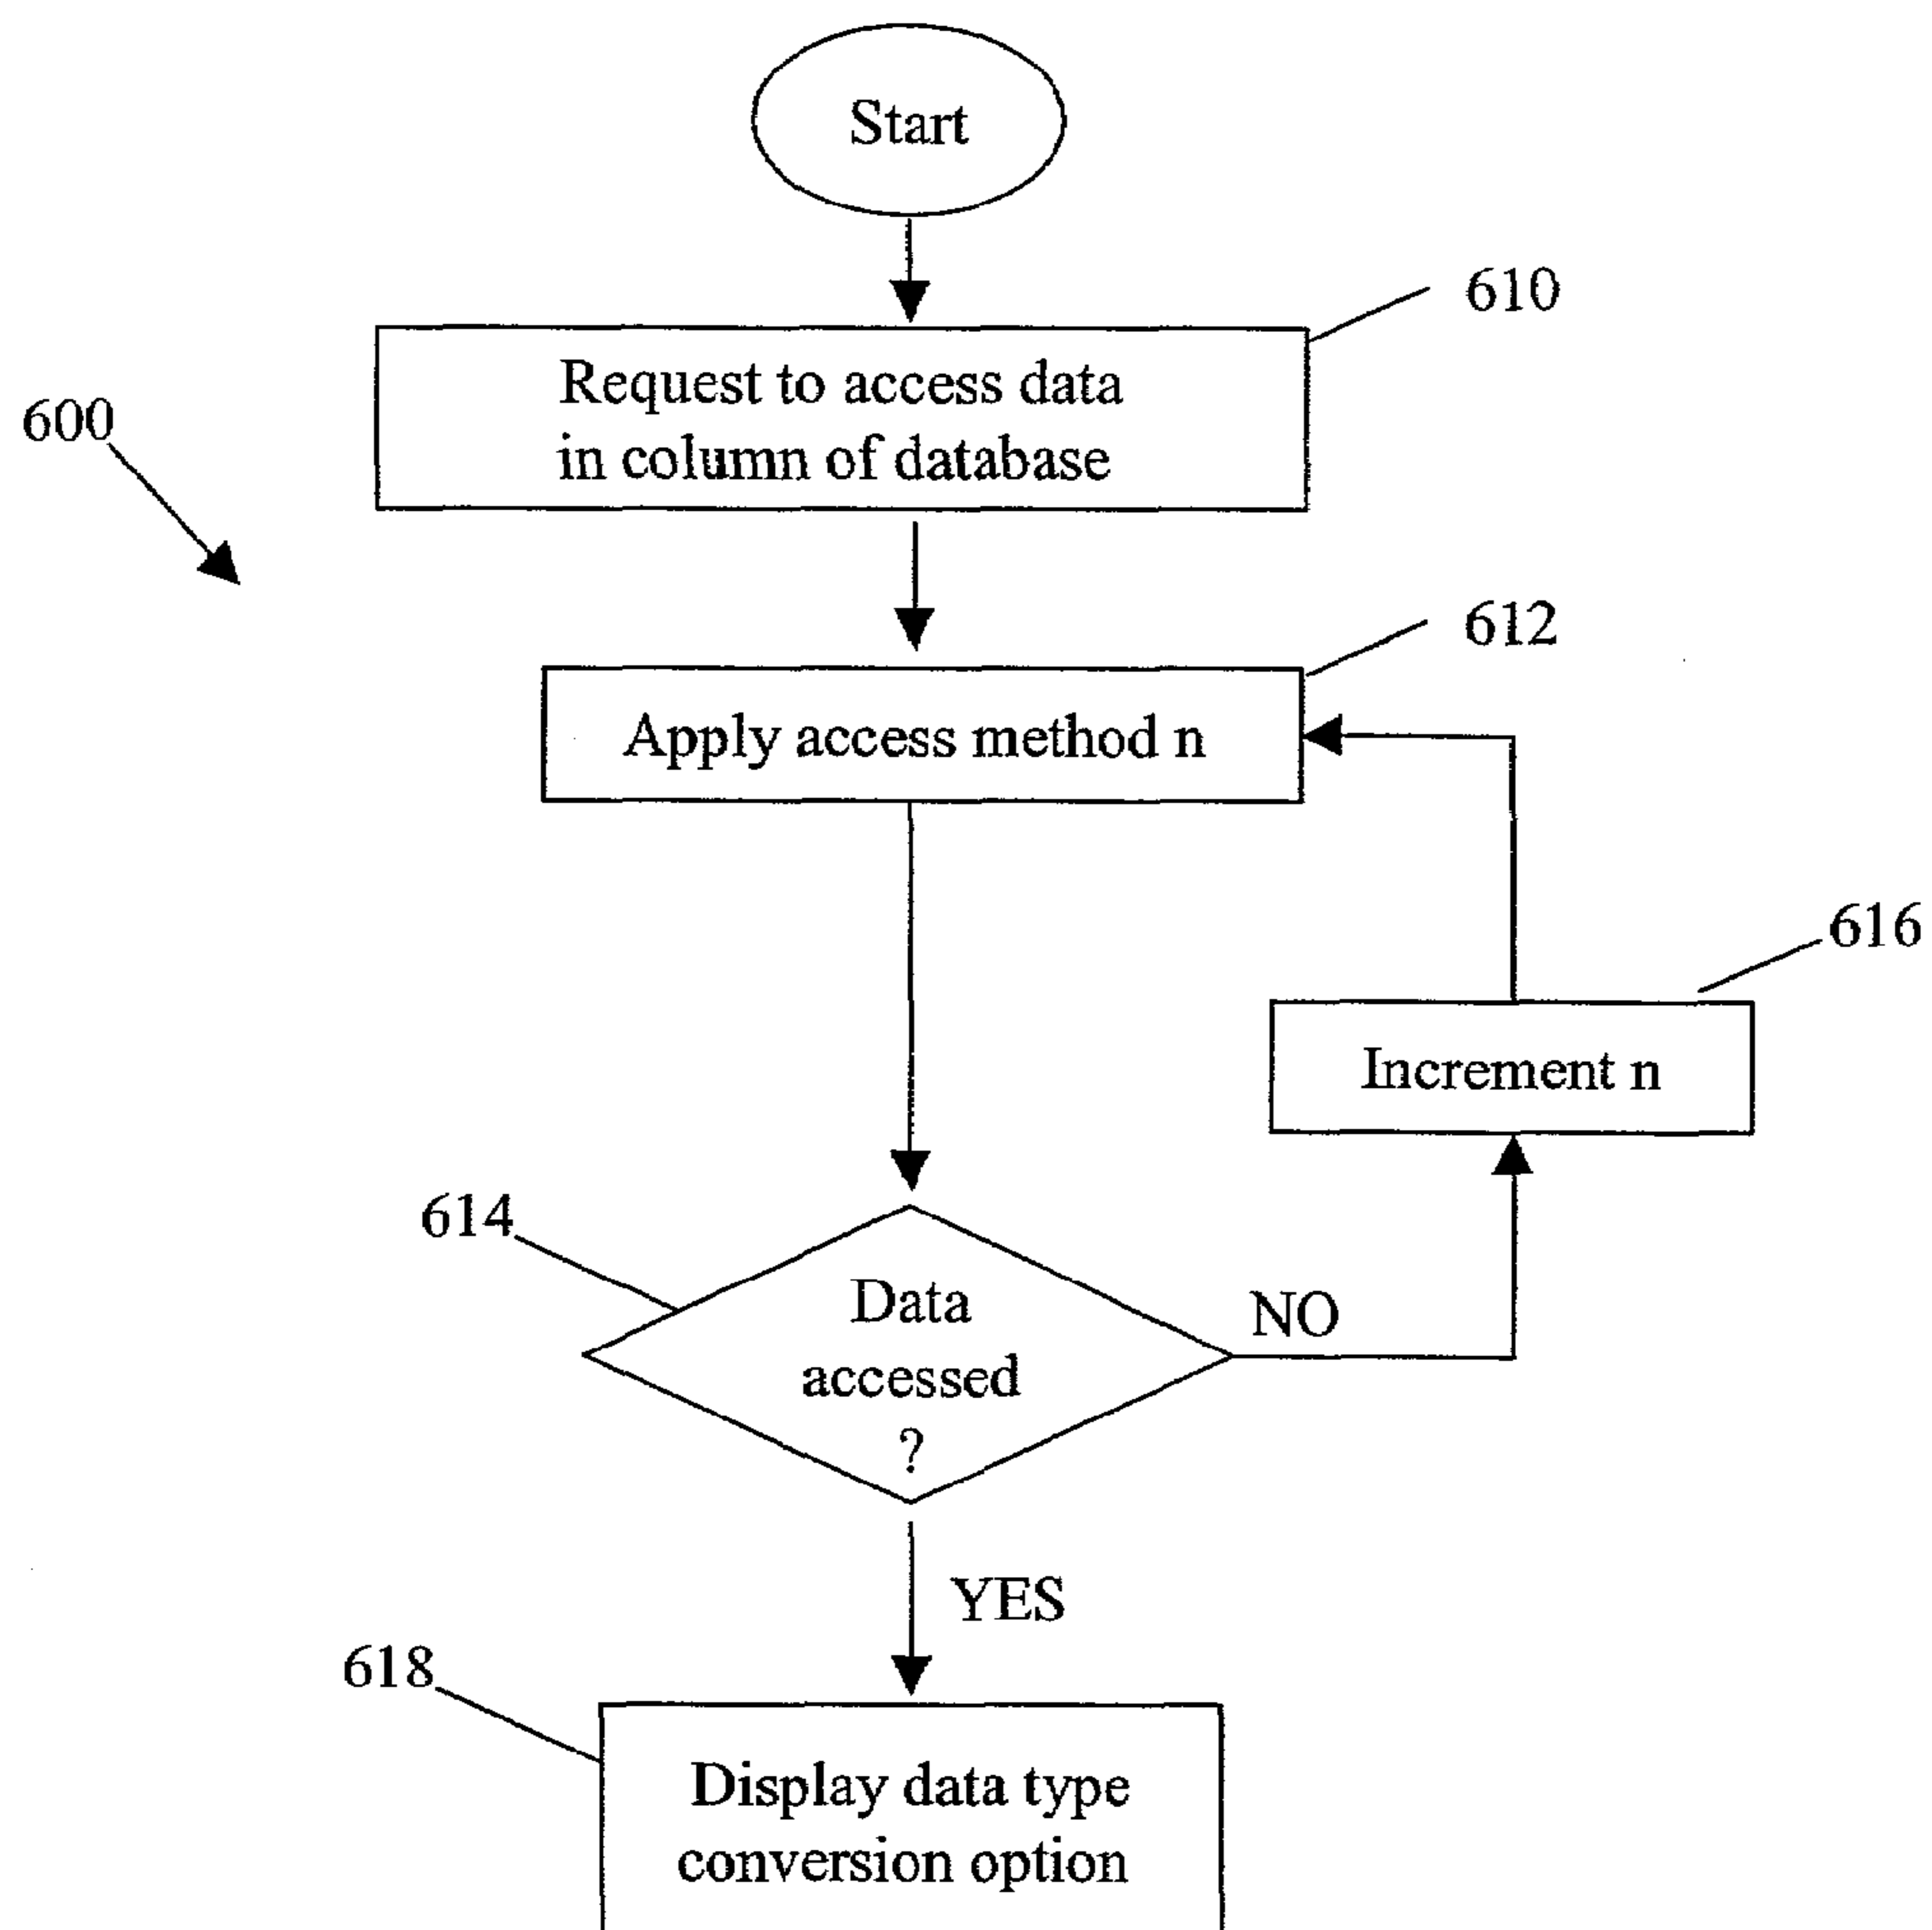 Start
610
Request to access data
in column of database
600
612
Apply access method n
616
Increment n
614
Data
accessed
?
NO
YES
618
Display data type
conversion option